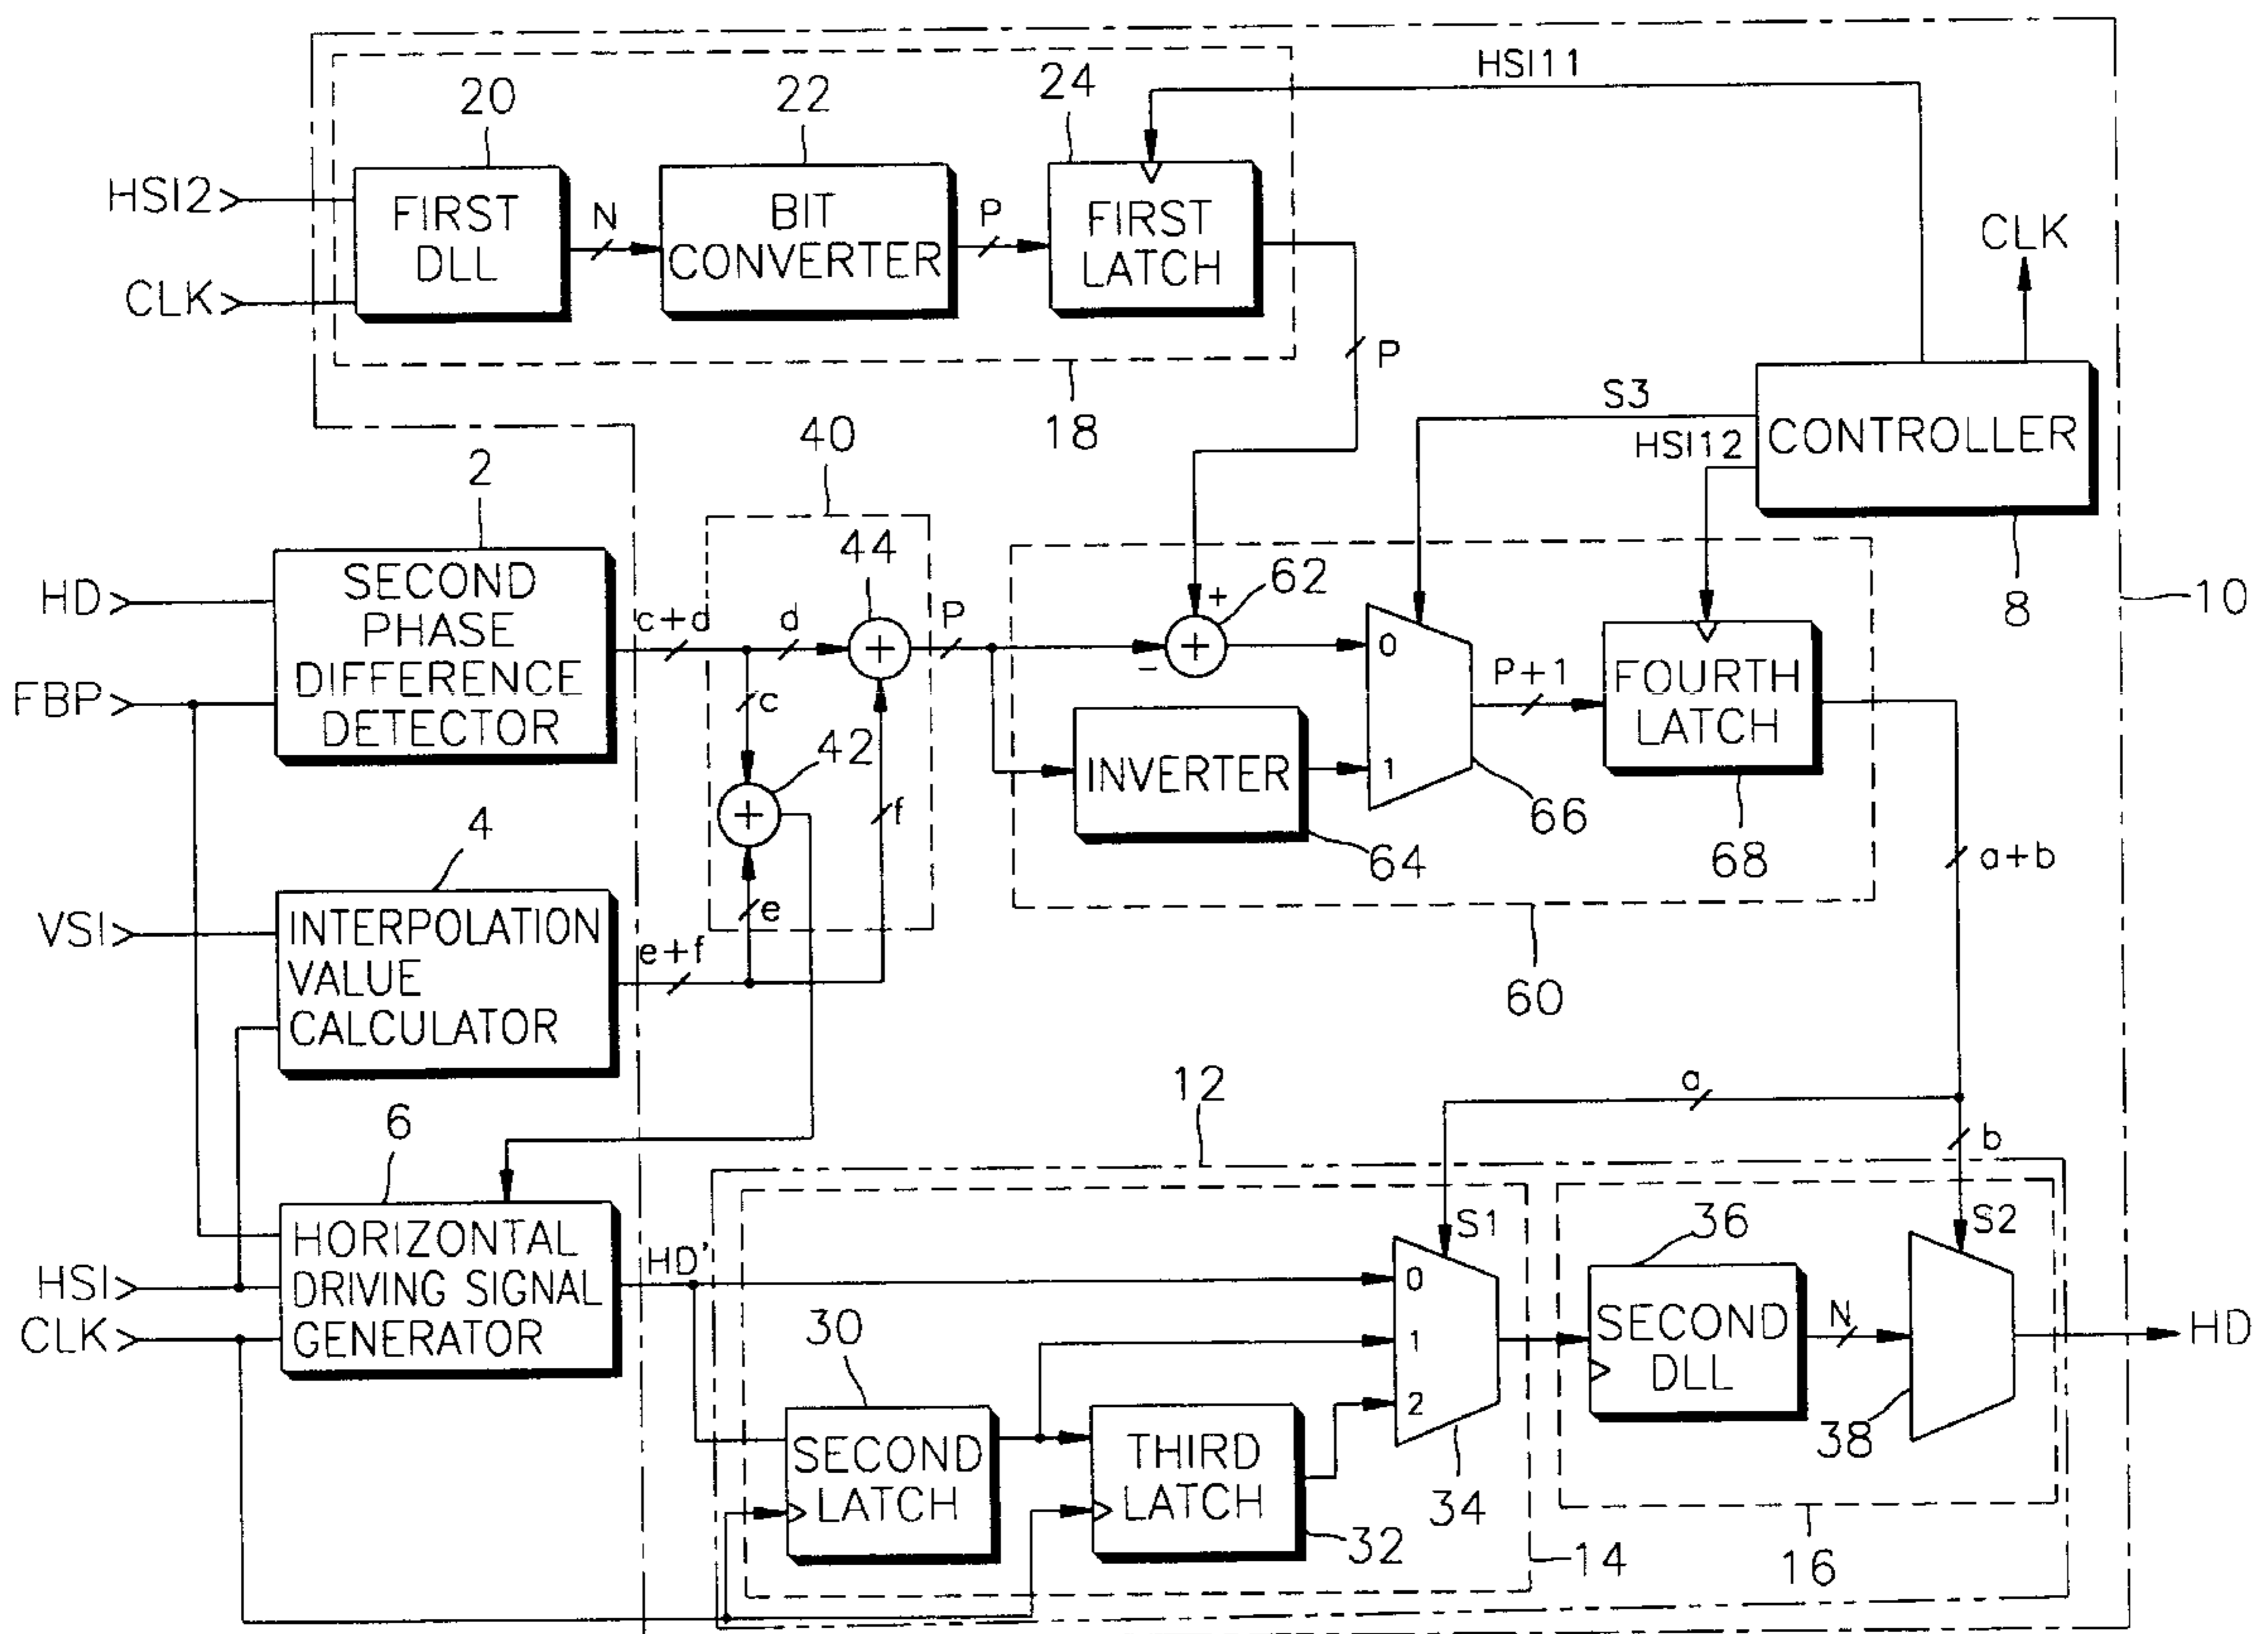 HSI11
20
22
24
HSI2
FIRST
DLL
N
BIT
CONVERTER
P
FIRST
LATCH
CLK
CLK
P
18
S3
HSI12
CONTROLLER
8
10
40
2
44
HD
SECOND
PHASE
DIFFERENCE
DETECTOR
FBP
c+d
d
+
P
c
42
+
+
+
-
62
0
1
P+1
FOURTH
LATCH
INVERTER
64
66
68
a+b
60
4
VSI
INTERPOLATION
VALUE
CALCULATOR
e+f
e
f
12
a
b
6
HORIZONTAL
DRIVING SIGNAL
GENERATOR
HSI
CLK
HD'
S1
0
1
2
36
S2
SECOND
DLL
N
HD
38
30
SECOND
LATCH
THIRD
LATCH
32
34
14
16